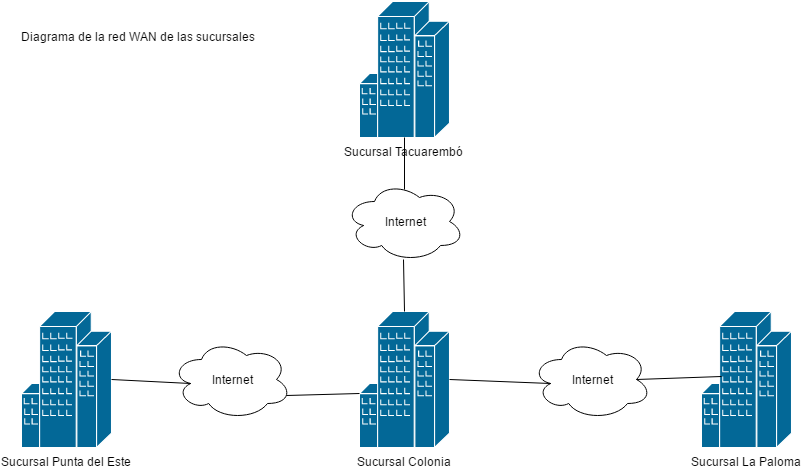 Diagrama de la red WAN de las sucursales
Sucursal Tacuarembó
Internet
Internet
Internet
Sucursal Punta del Este
Sucursal Colonia
Sucursal La Paloma